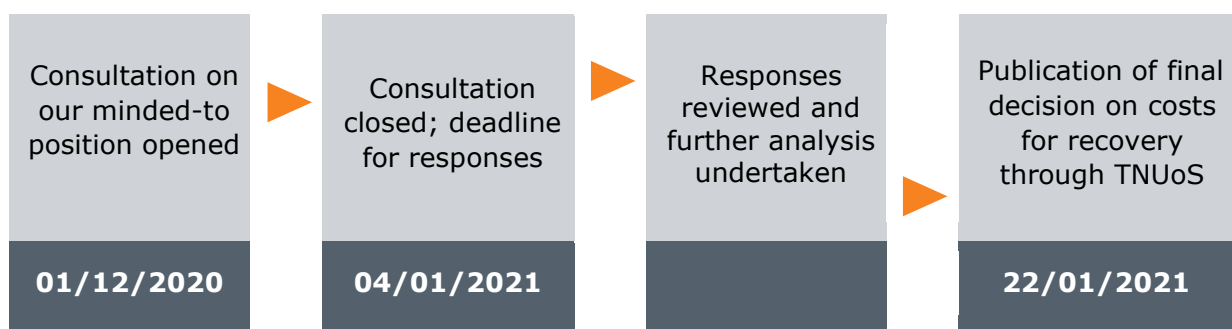 Consultation on
our minded-to
position opened
01/12/2020
Consultation
closed; deadline
for responses
04/01/2021
Responses
reviewed and
further analysis
undertaken
Publication of final
decision on costs
for recovery
through TNUoS
22/01/2021